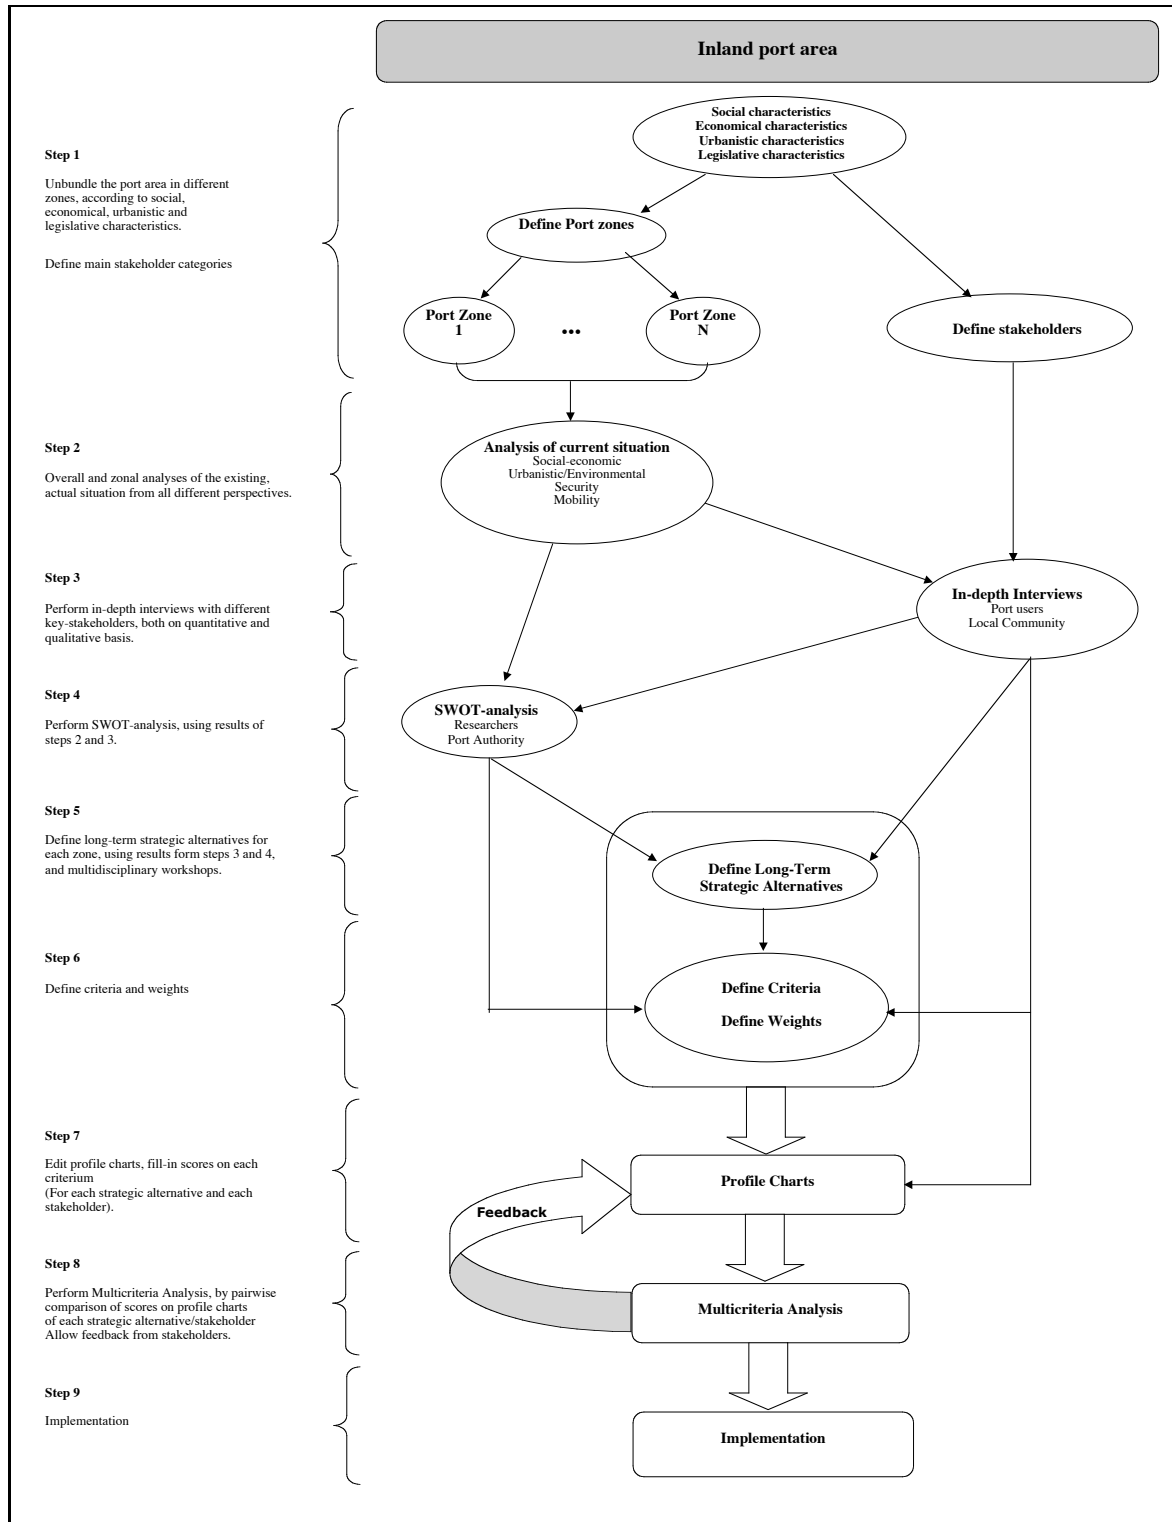 Inland port area
Social characteristics
Economical characteristics
Urbanistic characteristics
Legislative characteristics
Step 1
Unbundle the port area in different
zones, according to social,
economical, urbanistic and
legislative characteristics.
Define main stakeholder categories
Define Port zones
Port Zone
1
...
Port Zone
N
Define stakeholders
Step 2
Overall and zonal analyses of the existing,
actual situation from all different perspectives.
Analysis of current situation
Social-economic
Urbanistic/Environmental
Security
Mobility
Step 3
Perform in-depth interviews with different
key-stakeholders, both on quantitative and
qualitative basis.
In-depth Interviews
Port users
Local Community
Step 4
Perform SWOT-analysis, using results of
steps 2 and 3.
SWOT-analysis
Researchers
Port Authority
Step 5
Define long-term strategic alternatives for
each zone, using results form steps 3 and 4,
and multidisciplinary workshops.
Define Long-Term
Strategic Alternatives
Step 6
Define criteria and weights
Define Criteria
Define Weights
Step 7
Edit profile charts, fill-in scores on each
criterium
(For each strategic alternative and each
stakeholder).
Profile Charts
Feedback
Step 8
Perform Multicriteria Analysis, by pairwise
comparison of scores on profile charts
of each strategic alternative/stakeholder
Allow feedback from stakeholders.
Multicriteria Analysis
Step 9
Implementation
Implementation